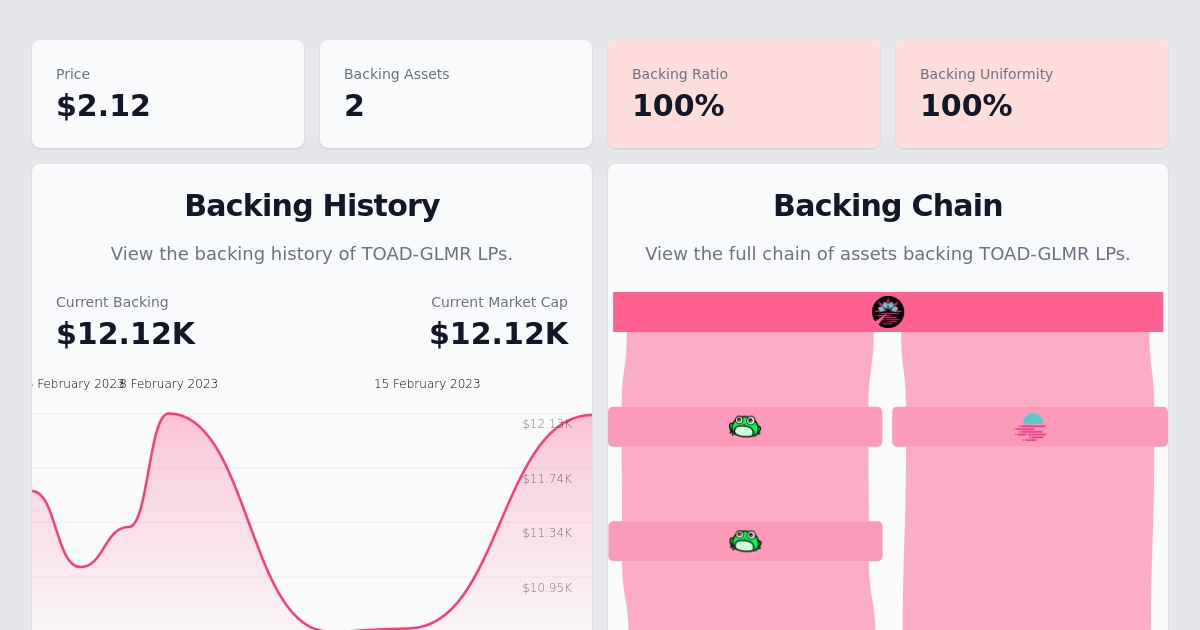 Price
$2.12
Backing Assets
2
Backing Ratio
100%
Backing Uniformity
100%
Backing History
View the backing history of TOAD-GLMR LPs.
Current Backing
$12.12K
Current Market Cap
$12.12K
February 2023
8 February 2023
15 February 2023
$12.13K
$11.74K
$11.34K
$10.95K
Backing Chain
View the full chain of assets backing TOAD-GLMR LPs.